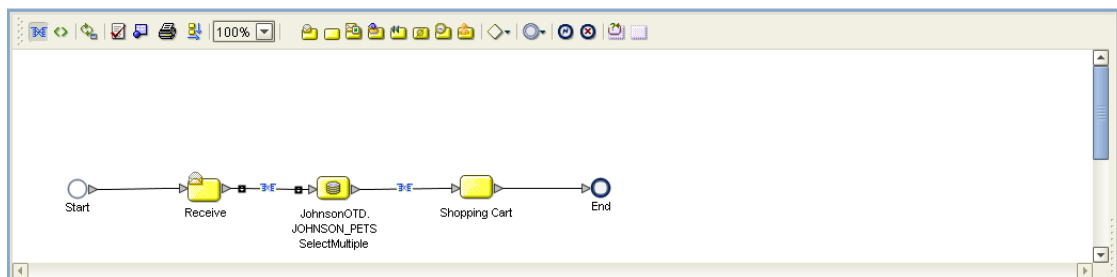 100%
Start
Receive
JohnsonOTD.
JOHNSON_PETS
SelectMultiple
Shopping Cart
End